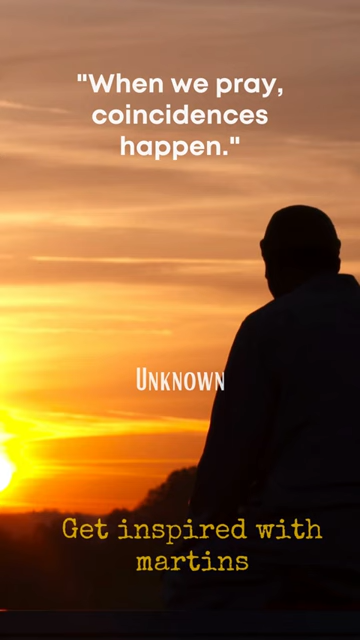 "When we pray,
coincidences
happen."
Unknown
Get inspired with
martins